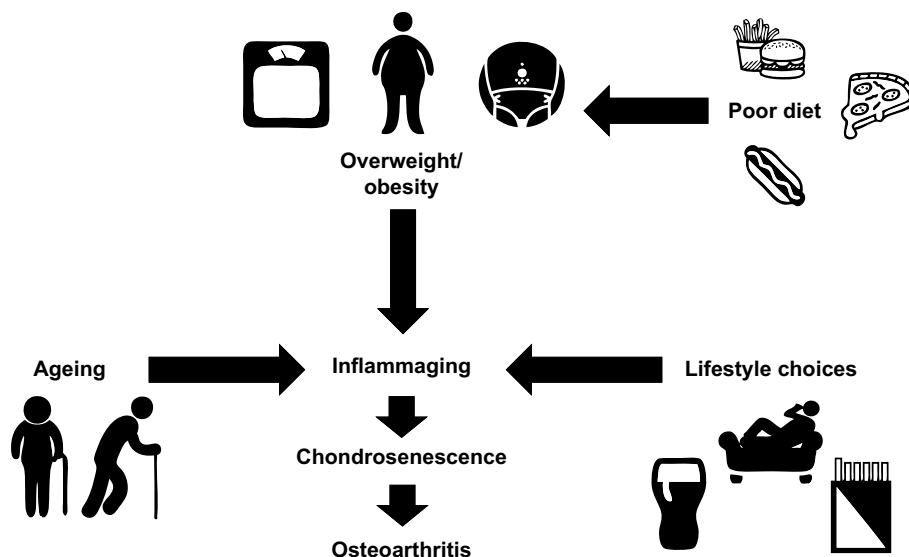 Poor diet
Overweight/
obesity
Ageing
Inflammaging
Lifestyle choices
Chondrosenescence
Osteoarthritis